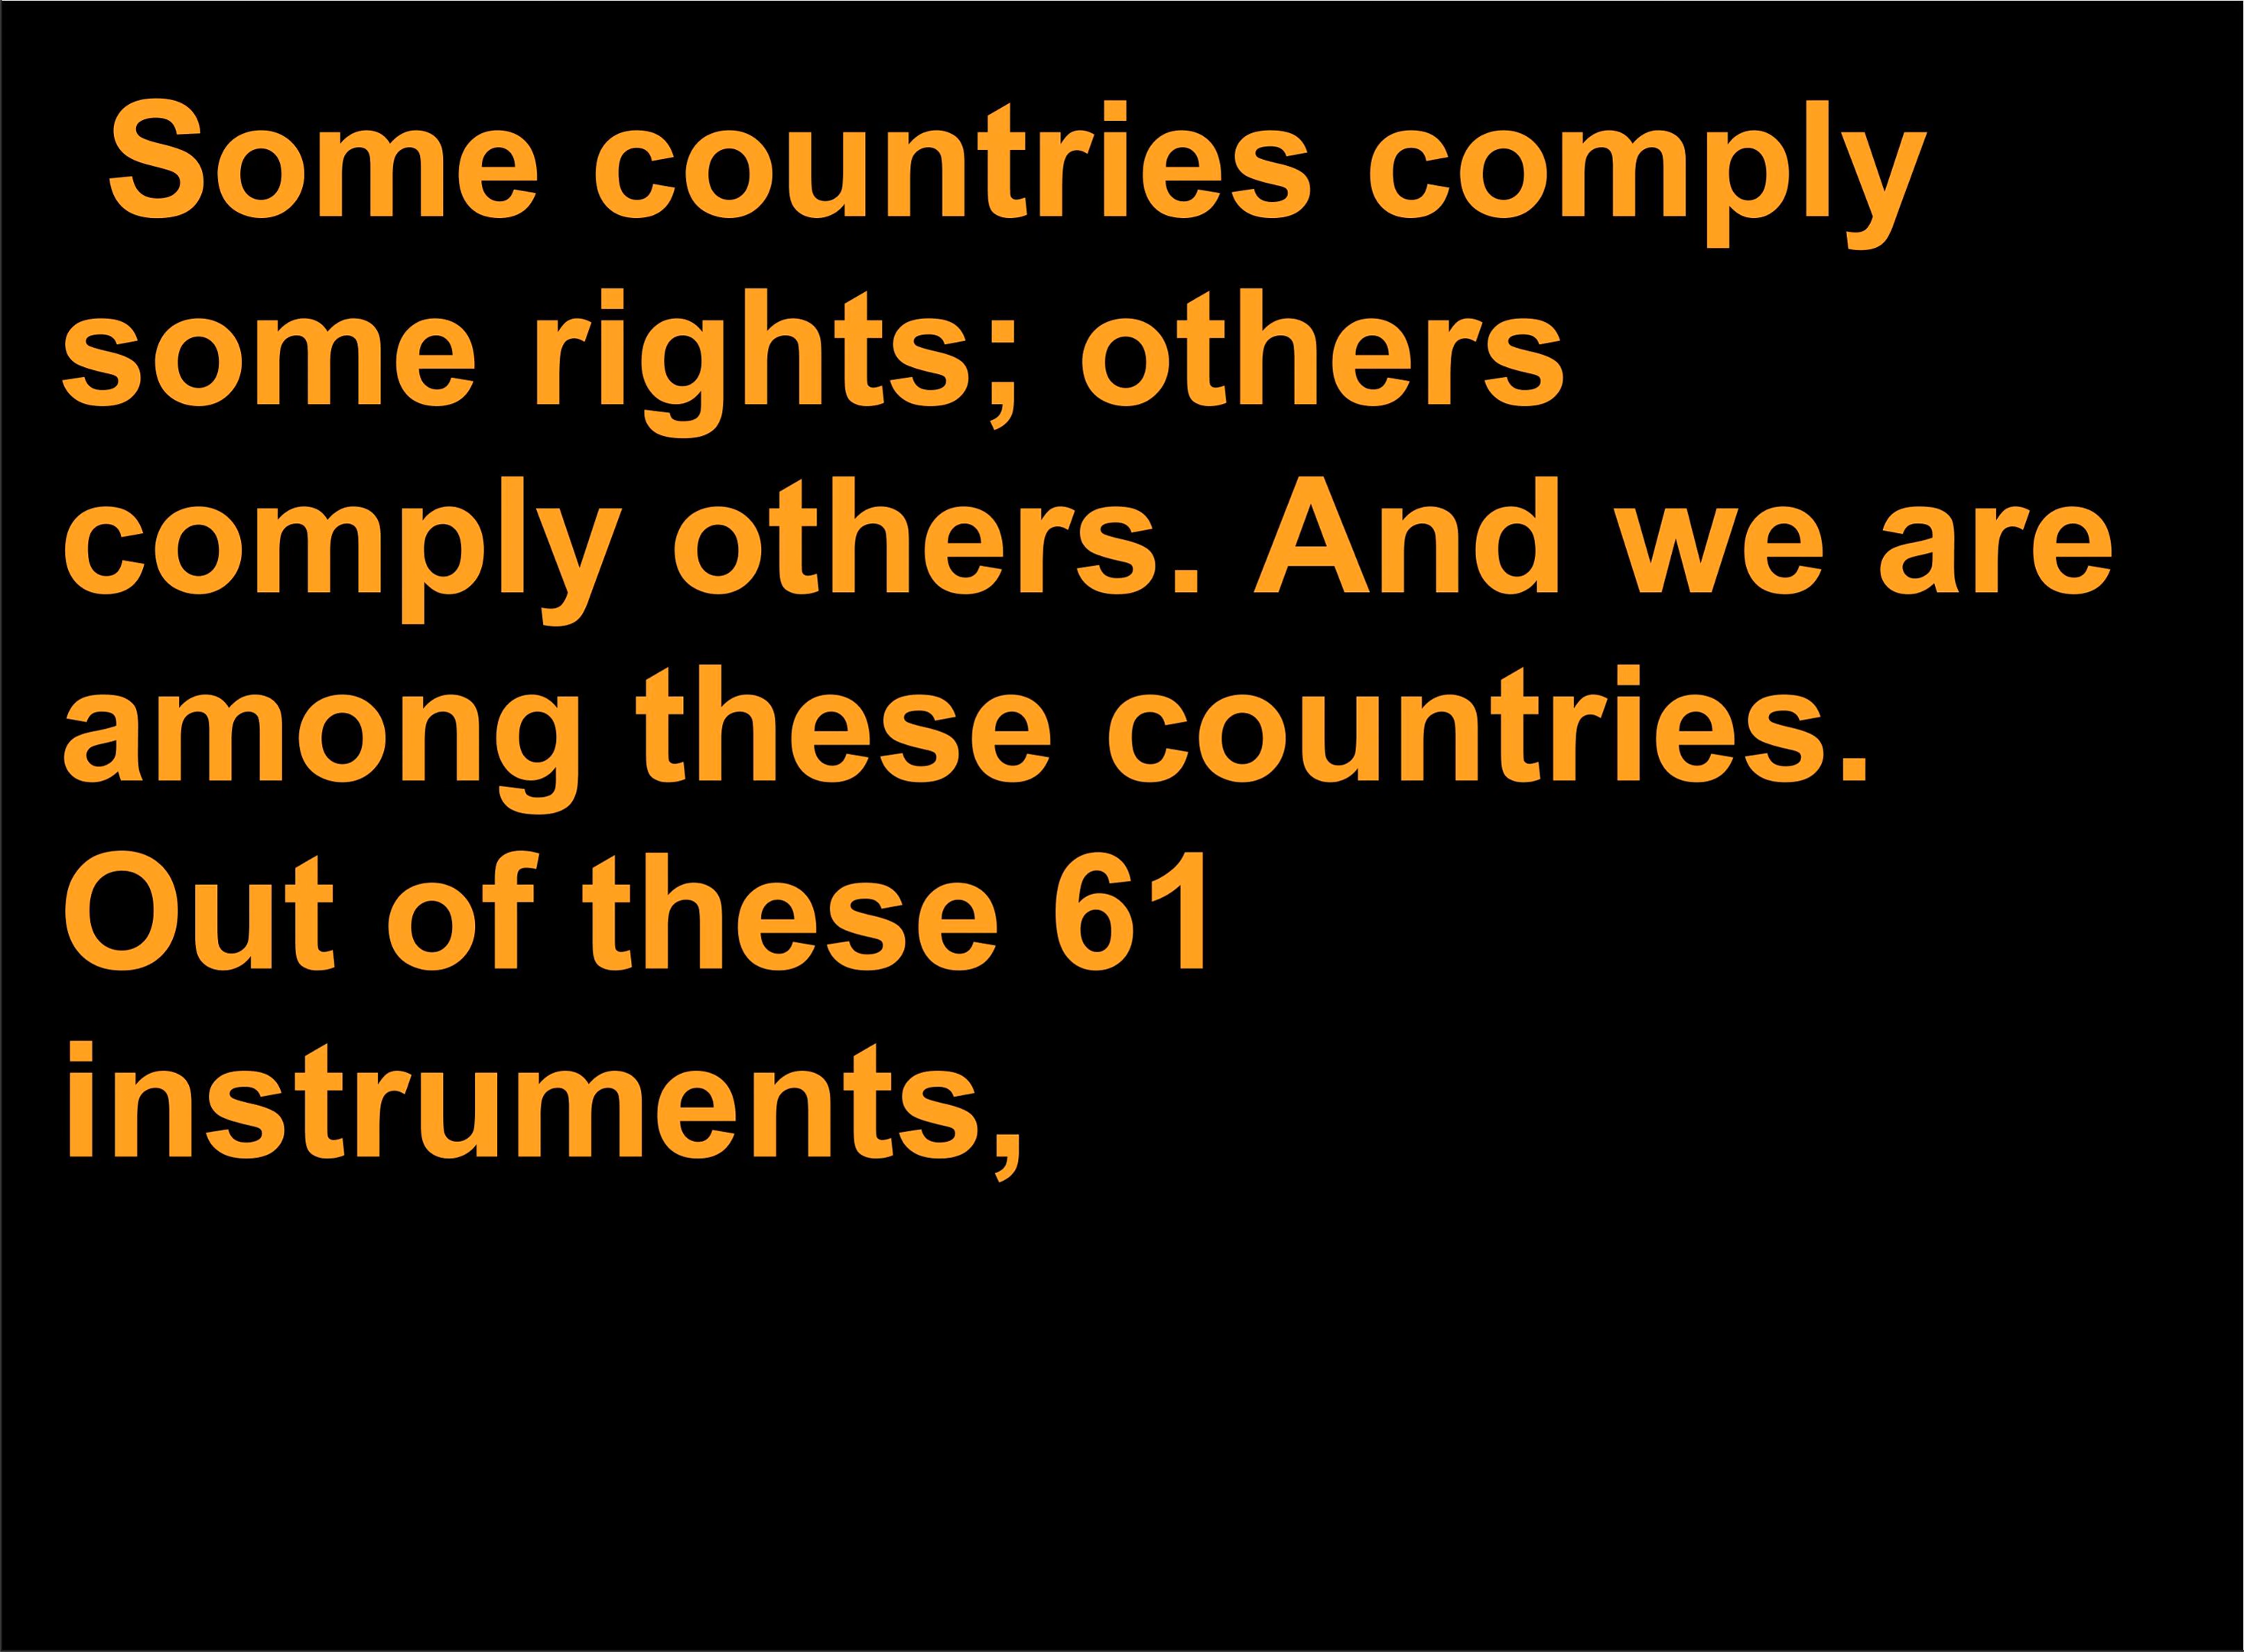 Some countries comply
some rights; others
comply others. And we are
among these countries.
Out of these 61
instruments,